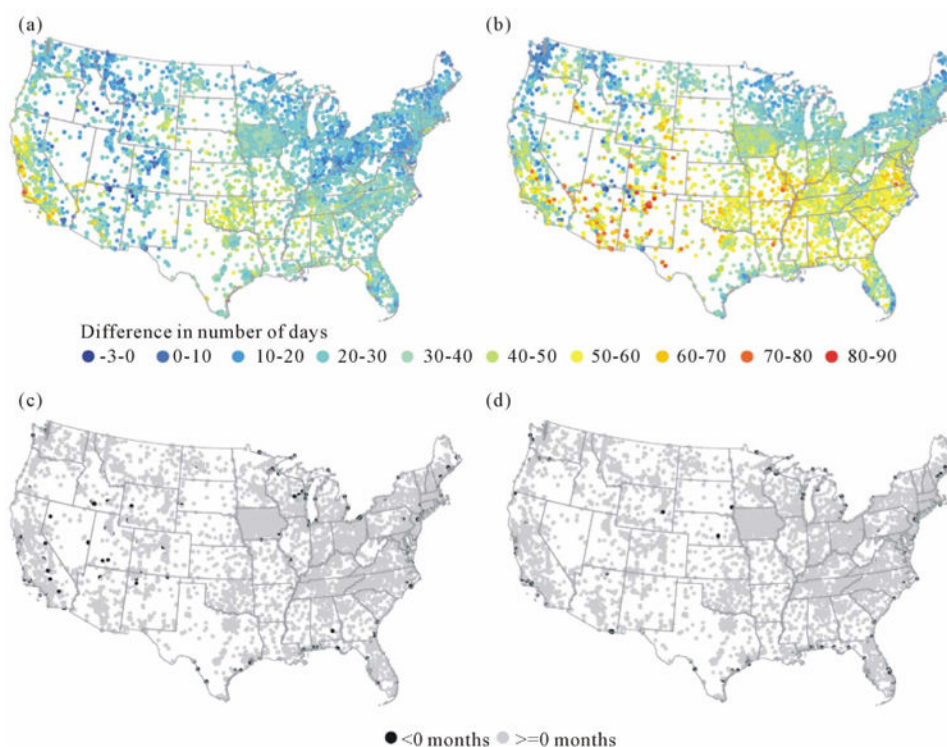 (a) (b)
Difference in number of days
-3-0 0-10 10-20 20-30 30-40 40-50 50-60 60-70 70-80 80-90
(c) (d)
<0 months >=0 months